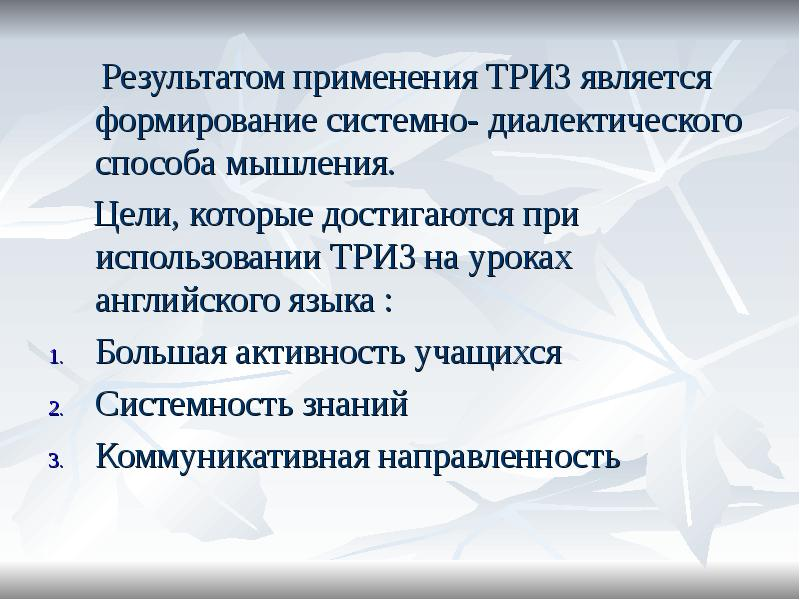 Результатом применения ТРИЗ является
формирование системно- диалектического
способа мышления.
Цели, которые достигаются при
использовании ТРИЗ на уроках
английского языка :
1. Большая активность учащихся
2. Системность знаний
3. Коммуникативная направленность